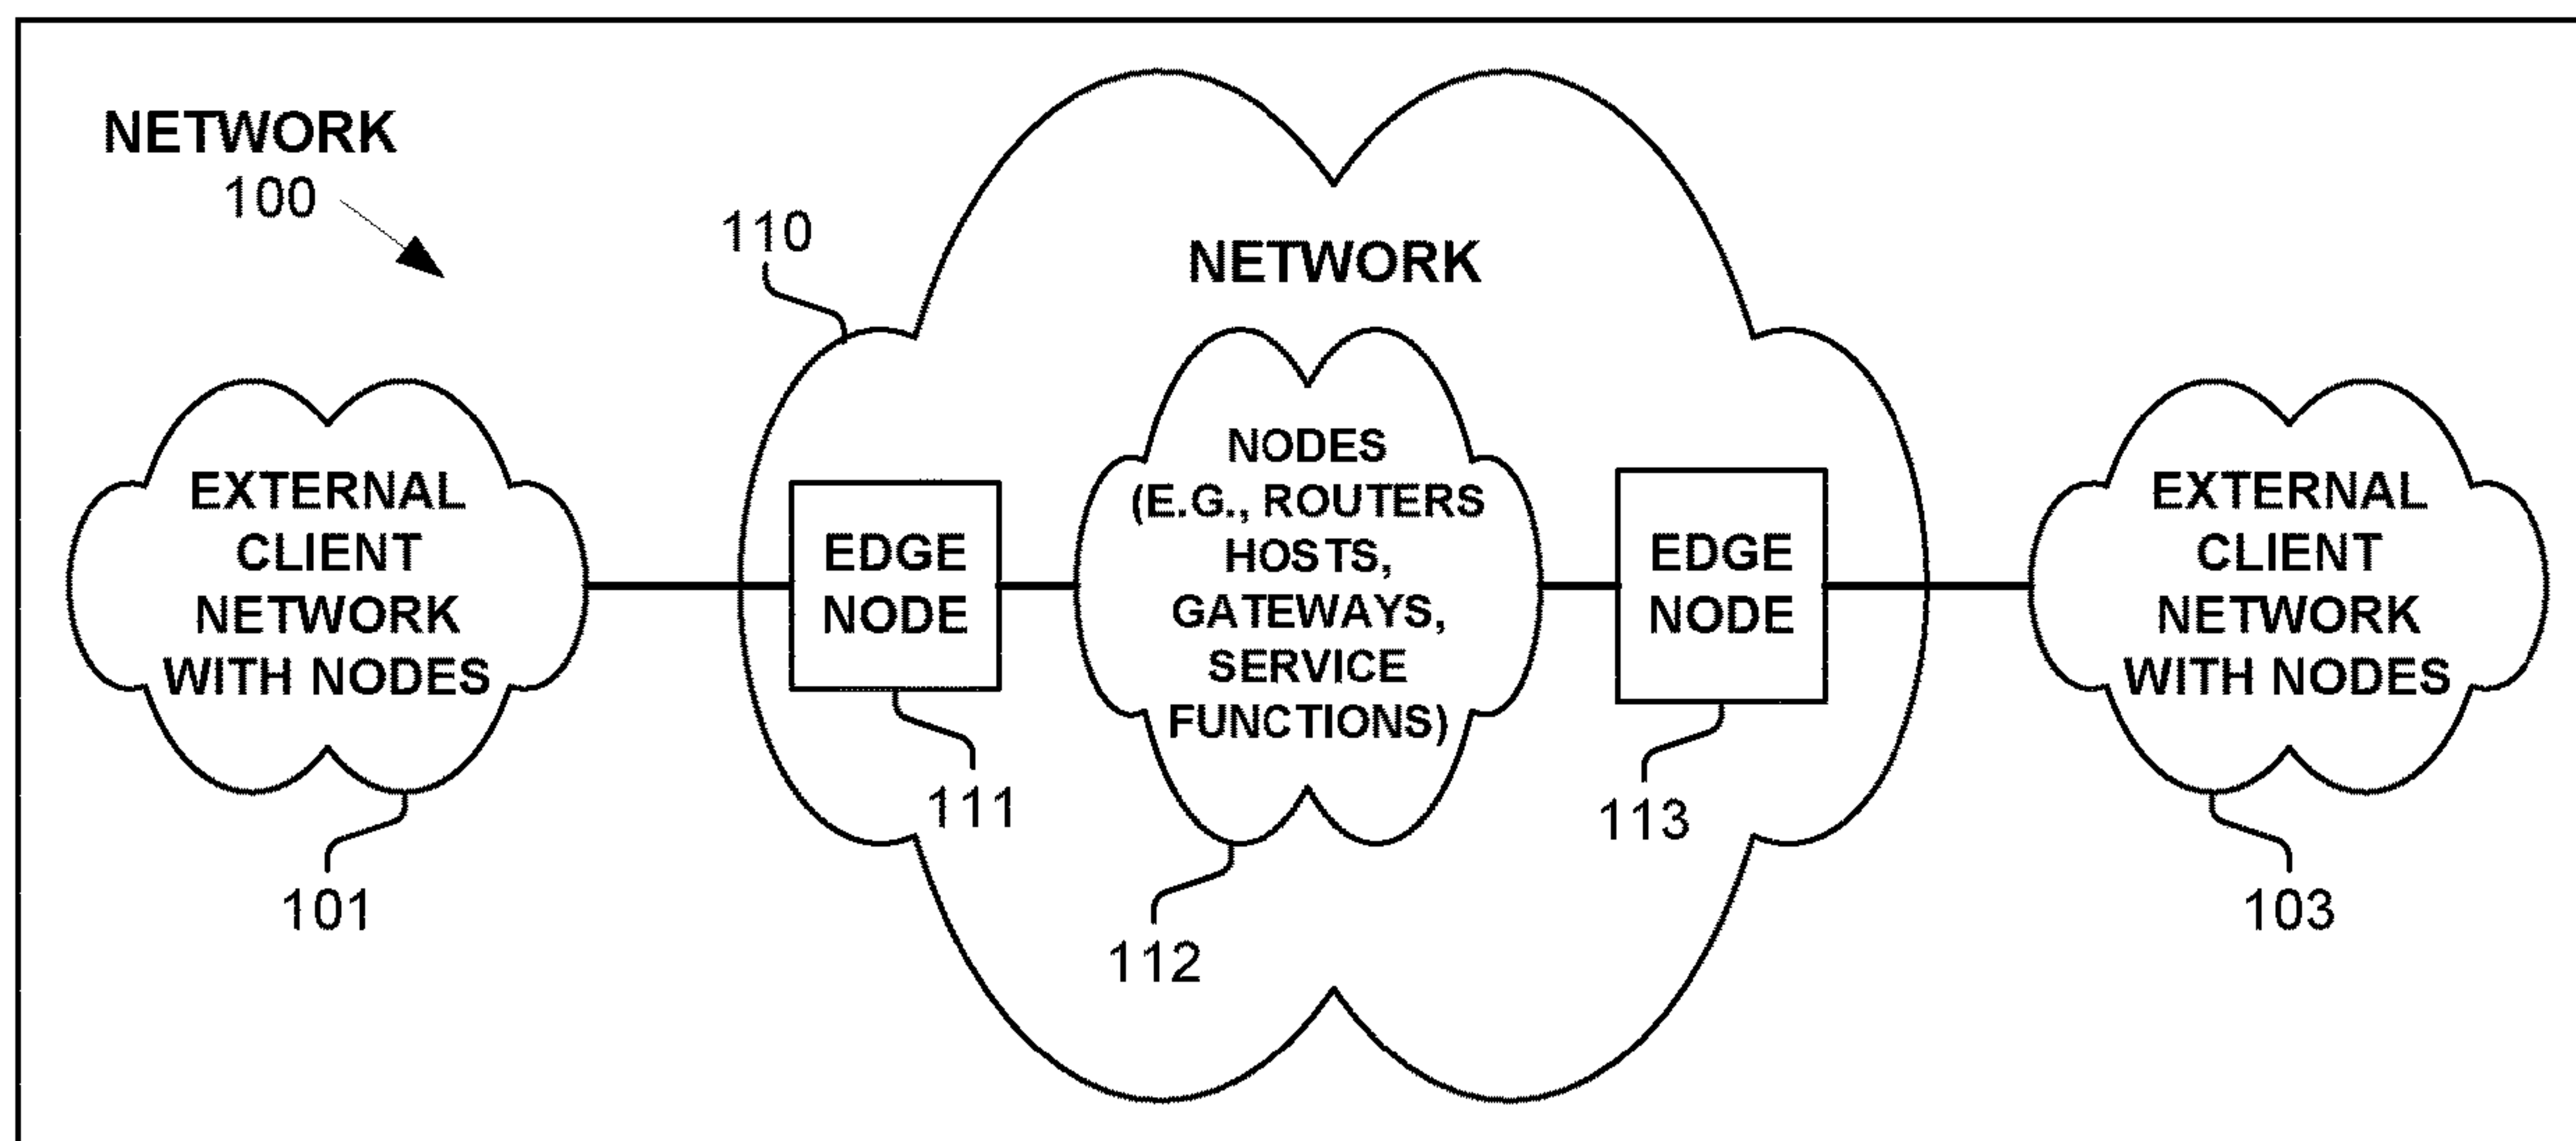 NETWORK
100
110
NETWORK
EXTERNAL
CLIENT
NETWORK
WITH NODES
101
EDGE
NODE
111
NODES
(E.G., ROUTERS
HOSTS,
GATEWAYS,
SERVICE
FUNCTIONS)
112
EDGE
NODE
113
EXTERNAL
CLIENT
NETWORK
WITH NODES
103